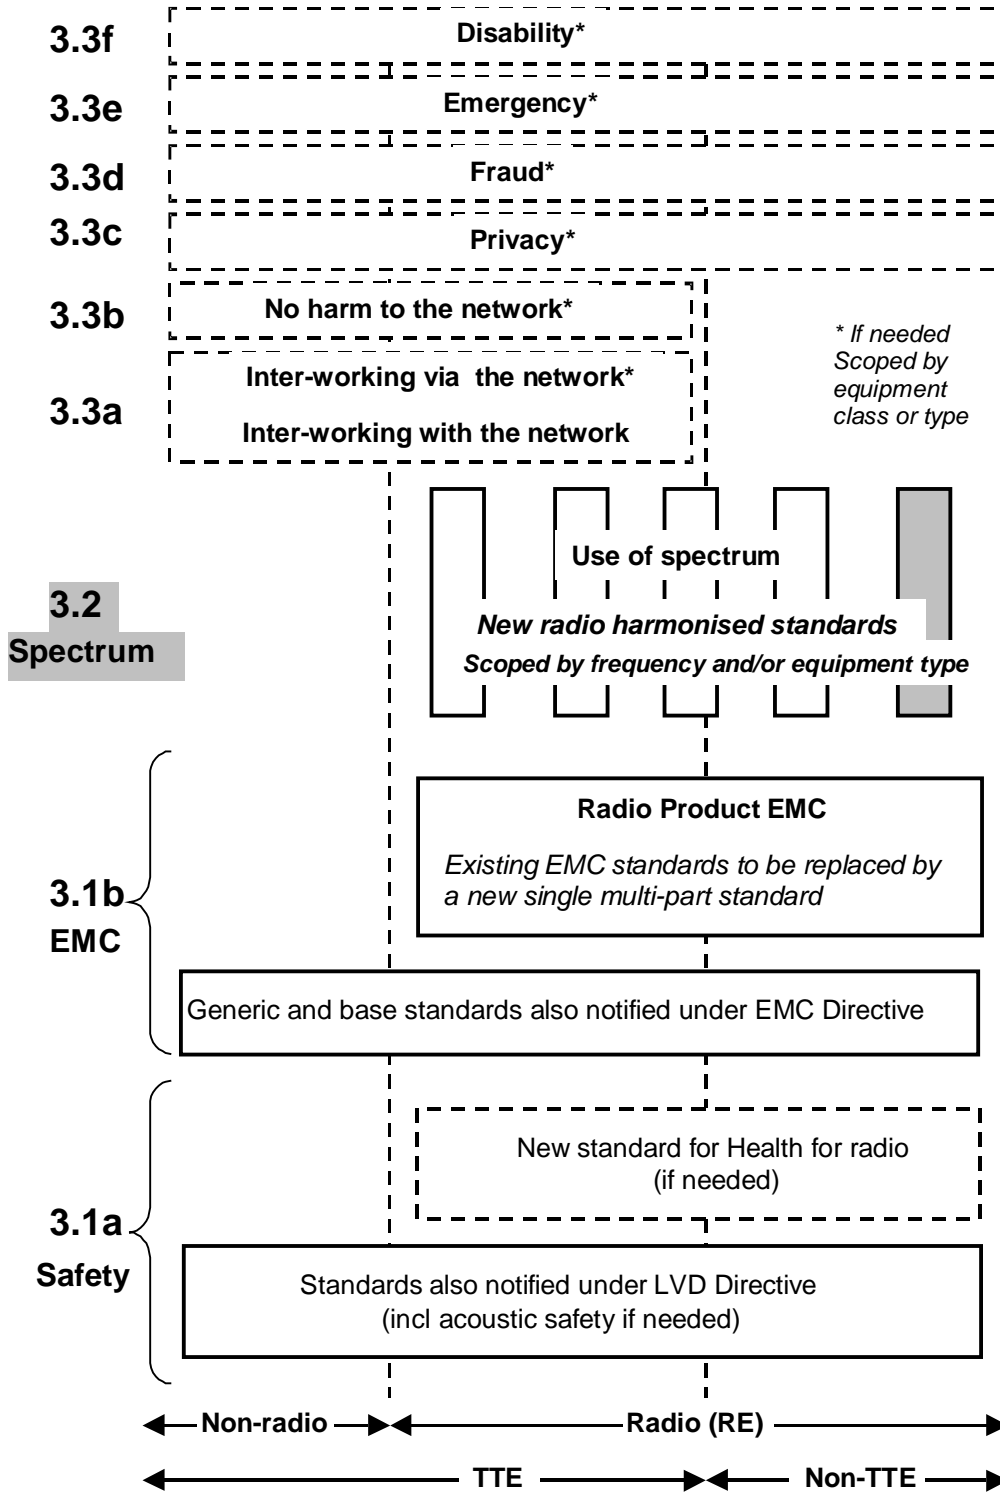 3.3f
Disability*
3.3e
Emergency*
3.3d
Fraud*
3.3c
Privacy*
3.3b
No harm to the network*
3.3a
Inter-working via the network*
Inter-working with the network
* If needed
Scoped by
equipment
class or type
3.2
Spectrum
Use of spectrum
New radio harmonised standards
Scoped by frequency and/or equipment type
3.1b
EMC
Radio Product EMC
Existing EMC standards to be replaced by
a new single multi-part standard
Generic and base standards also notified under EMC Directive
3.1a
Safety
New standard for Health for radio
(if needed)
Standards also notified under LVD Directive
(incl acoustic safety if needed)
Non-radio
Radio (RE)
TTE
Non-TTE